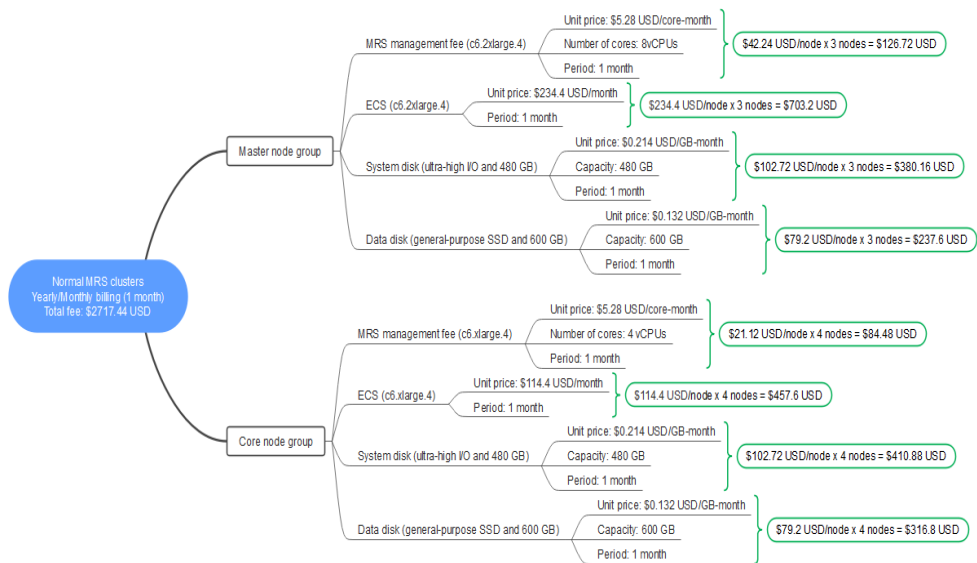 Normal MRS clusters
Yearly/Monthly billing (1 month)
Total fee: $2717.44 USD
Master node group
MRS management fee (c6.2xlarge.4)
Unit price: $5.28 USD/core-month
Number of cores: 8vCPUs
Period: 1 month
$42.24 USD/node x 3 nodes = $126.72 USD
ECS (c6.2xlarge.4)
Unit price: $234.4 USD/month
Period: 1 month
$234.4 USD/node x 3 nodes = $703.2 USD
System disk (ultra-high I/O and 480 GB)
Unit price: $0.214 USD/GB-month
Capacity: 480 GB
Period: 1 month
$102.72 USD/node x 3 nodes = $380.16 USD
Data disk (general-purpose SSD and 600 GB)
Unit price: $0.132 USD/GB-month
Capacity: 600 GB
Period: 1 month
$79.2 USD/node x 3 nodes = $237.6 USD
Core node group
MRS management fee (c6.xlarge.4)
Unit price: $5.28 USD/core-month
Number of cores: 4 vCPUs
Period: 1 month
$21.12 USD/node x 4 nodes = $84.48 USD
ECS (c6.xlarge.4)
Unit price: $114.4 USD/month
Period: 1 month
$114.4 USD/node x 4 nodes = $457.6 USD
System disk (ultra-high I/O and 480 GB)
Unit price: $0.214 USD/GB-month
Capacity: 480 GB
Period: 1 month
$102.72 USD/node x 4 nodes = $410.88 USD
Data disk (general-purpose SSD and 600 GB)
Unit price: $0.132 USD/GB-month
Capacity: 600 GB
Period: 1 month
$79.2 USD/node x 4 nodes = $316.8 USD